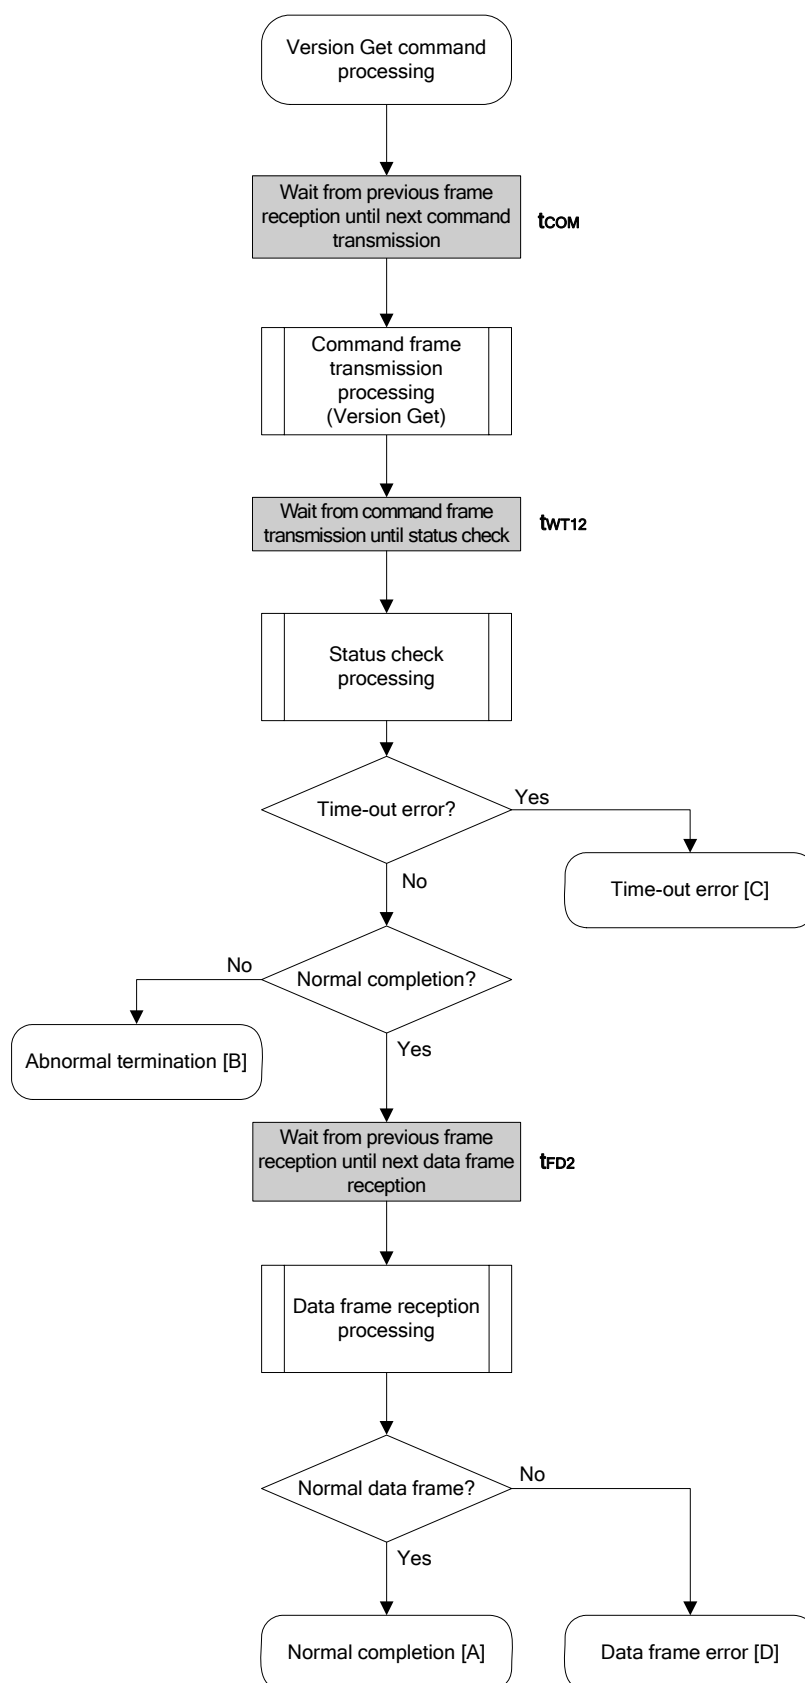 Version Get command
processing
Wait from previous frame
reception until next command
transmission
tCOM
Command frame
transmission
processing
(Version Get)
Wait from command frame
transmission until status check
tWT12
Status check
processing
Time-out error?
Yes
Time-out error [C]
No
Normal completion?
No
Abnormal termination [B]
Yes
Wait from previous frame
reception until next data frame
reception
tFD2
Data frame reception
processing
Normal data frame?
No
Yes
Normal completion [A]
Data frame error [D]